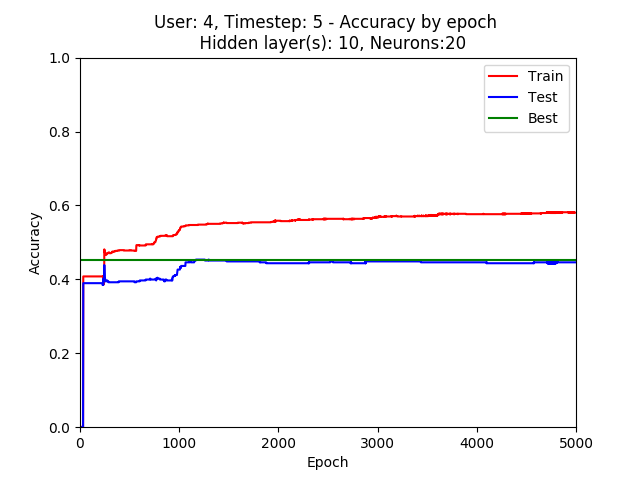 User: 4, Timestep: 5 - Accuracy by epoch
Hidden layer(s): 10, Neurons:20
Train
Test
Best
1.0
0.8
0.6
0.4
0.2
0.0
Accuracy
0 1000 2000 3000 4000 5000
Epoch